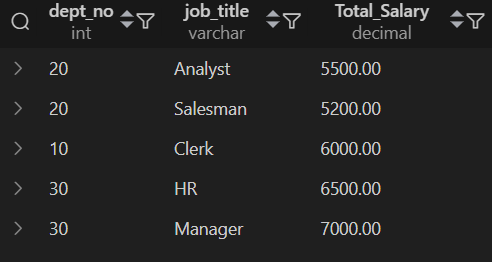 dept_no job_title Total_Salary
int varchar decimal
20 Analyst 5500.00
20 Salesman 5200.00
10 Clerk 6000.00
30 HR 6500.00
30 Manager 7000.00